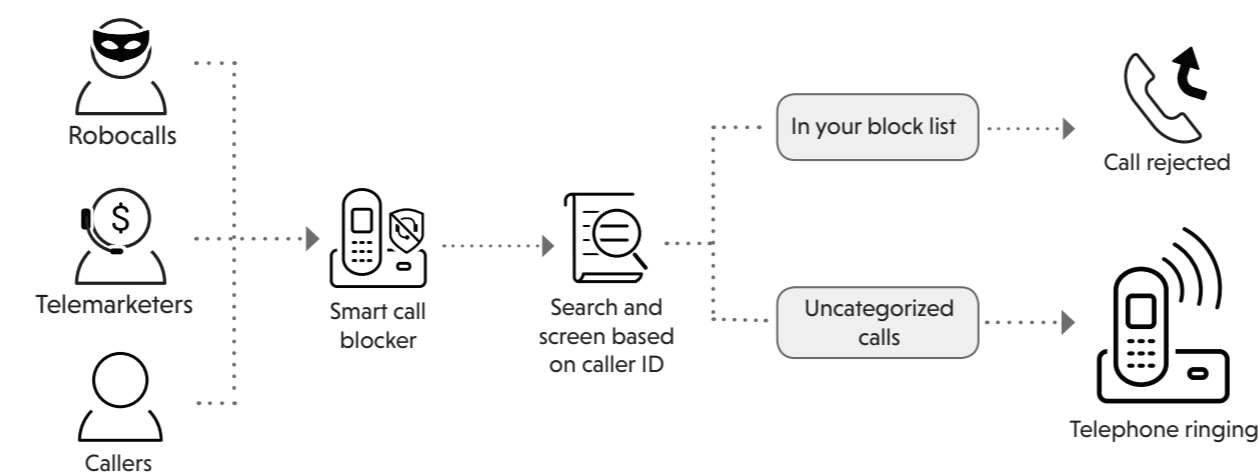 Robocalls
Telemarketers
Callers
Smart call
blocker
Search and
screen based
on caller ID
In your block list
Uncategorized
calls
Call rejected
Telephone ringing
$